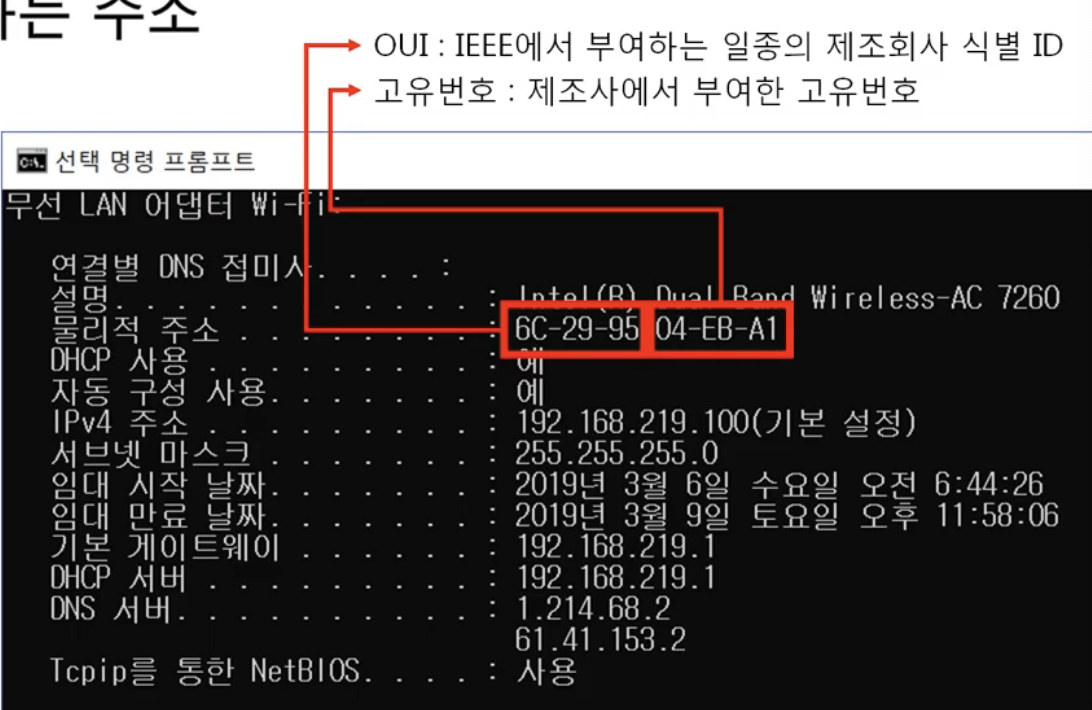 는 주소
OUI : IEEE에서 부여하는 일종의 제조회사 식별 ID
고유번호 : 제조사에서 부여한 고유번호
선택 명령 프롬프트
무선 LAN 어댑터 Wi-Fi:
연결별 DNS 접미사. . . . :
설명. . . . . . . . . . . . : Intel(R) Dual Band Wireless-AC 7260
물리적 주소 . . . . . . . . : 6C-29-95-04-EB-A1
DHCP 사용 . . . . . . . . . : 예
자동 구성 사용. . . . . . . : 예
IPv4 주소 . . . . . . . . . : 192.168.219.100(기본 설정)
서브넷 마스크 . . . . . . . : 255.255.255.0
임대 시작 날짜. . . . . . . : 2019년 3월 6일 수요일 오전 6:44:26
임대 만료 날짜. . . . . . . : 2019년 3월 9일 토요일 오후 11:58:06
기본 게이트웨이 . . . . . . : 192.168.219.1
DHCP 서버 . . . . . . . . . : 192.168.219.1
DNS 서버. . . . . . . . . . : 1.214.68.2
61.41.153.2
Tcpip를 통한 NetBIOS. . . . : 사용